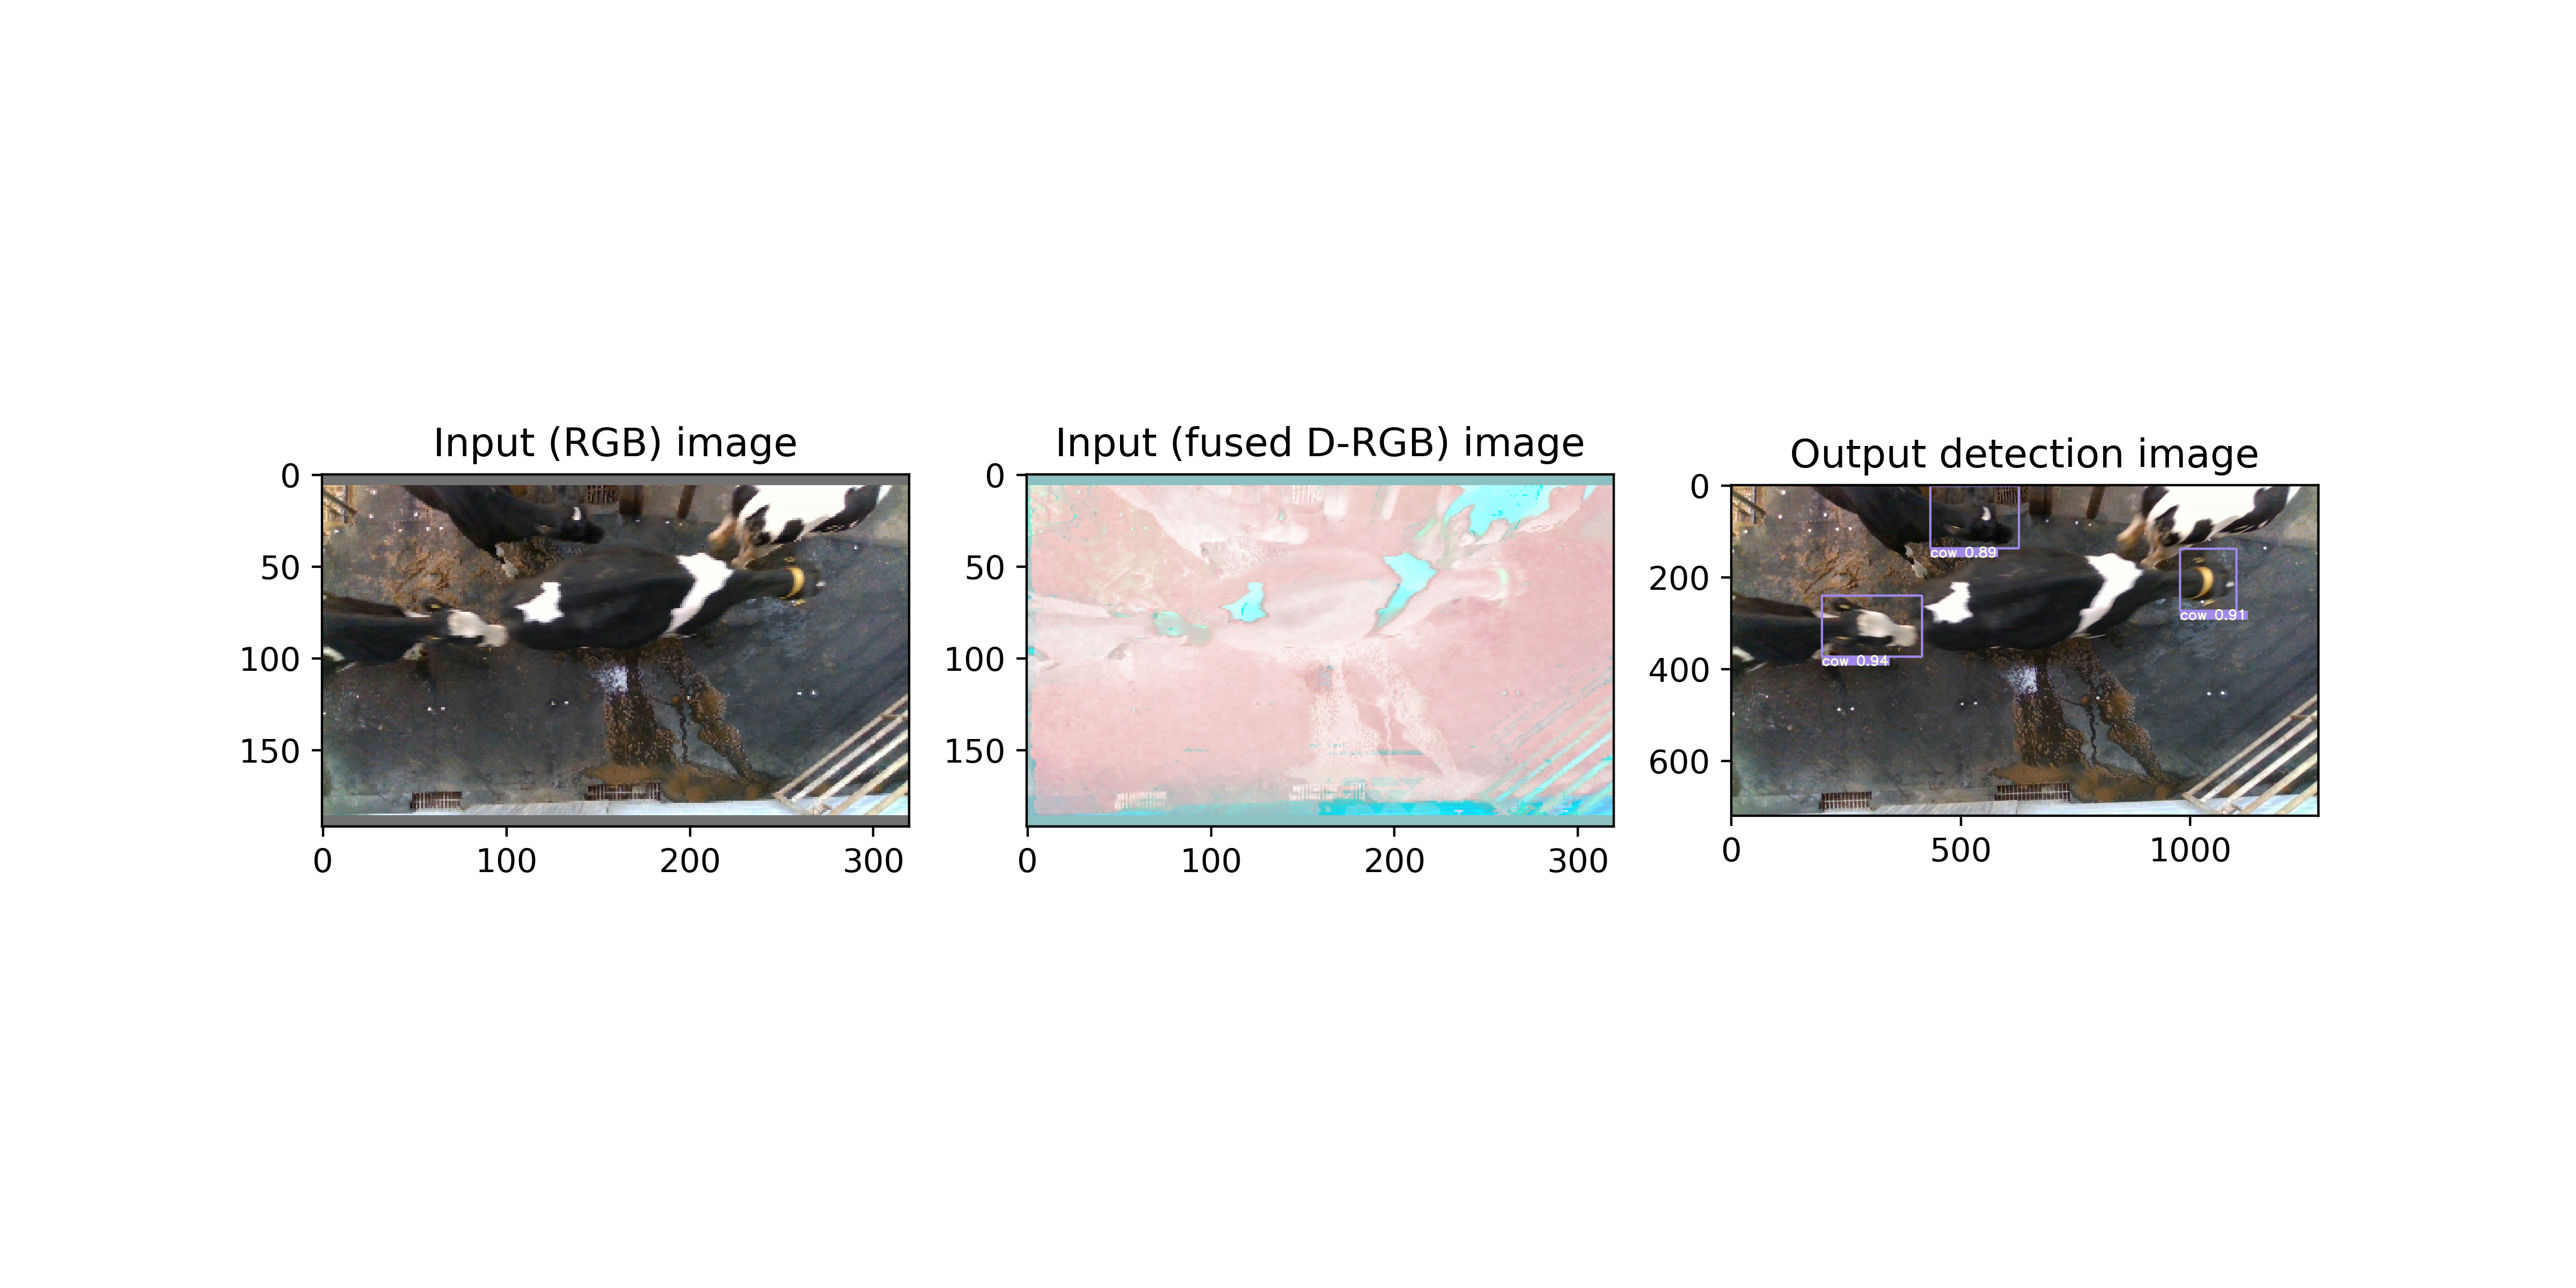 Input (RGB) image
0
50
100
150
0 100 200 300
Input (fused D-RGB) image
0
50
100
150
0 100 200 300
Output detection image
0
200
400
600
0 500 1000
cow 0.89
cow 0.91
cow 0.94